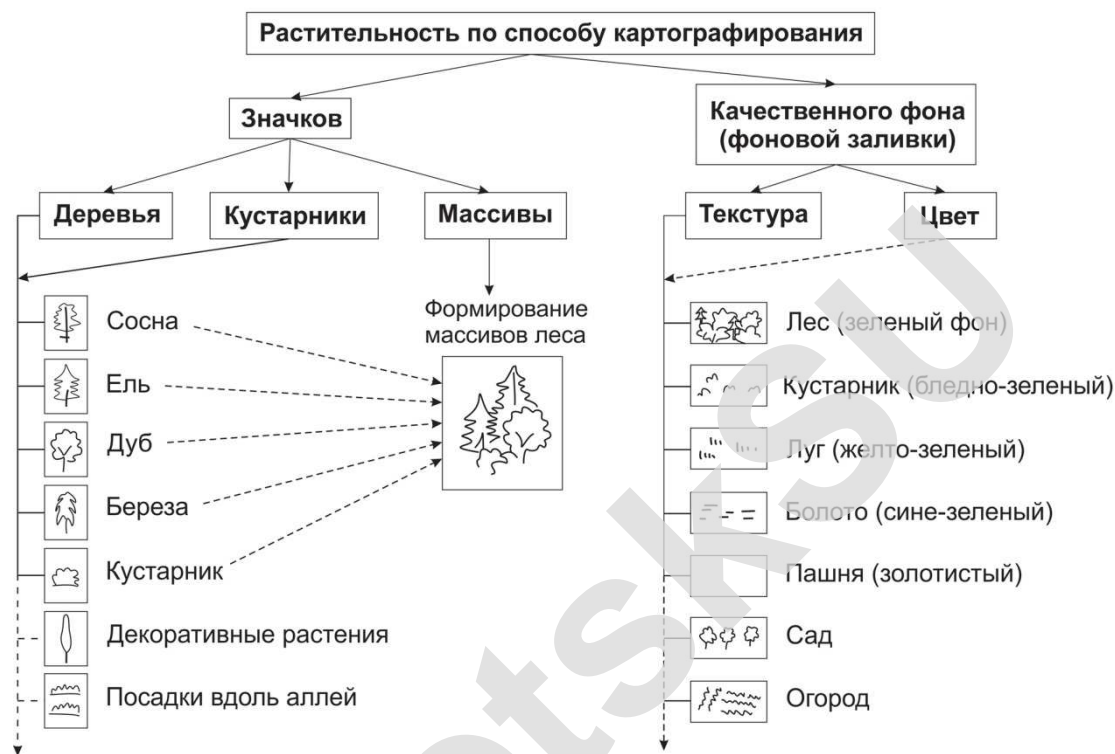 Растительность по способу картографирования
Значков
Качественного фона
(фоновой заливки)
Деревья
Кустарники
Массивы
Текстура
Цвет
Формирование
массивов леса
Сосна
Ель
Дуб
Береза
Кустарник
Декоративные растения
Посадки вдоль аллей
Лес (зеленый фон)
Кустарник (бледно-зеленый)
Луг (желто-зеленый)
Болото (сине-зеленый)
Пашня (золотистый)
Сад
Огород
otskSU